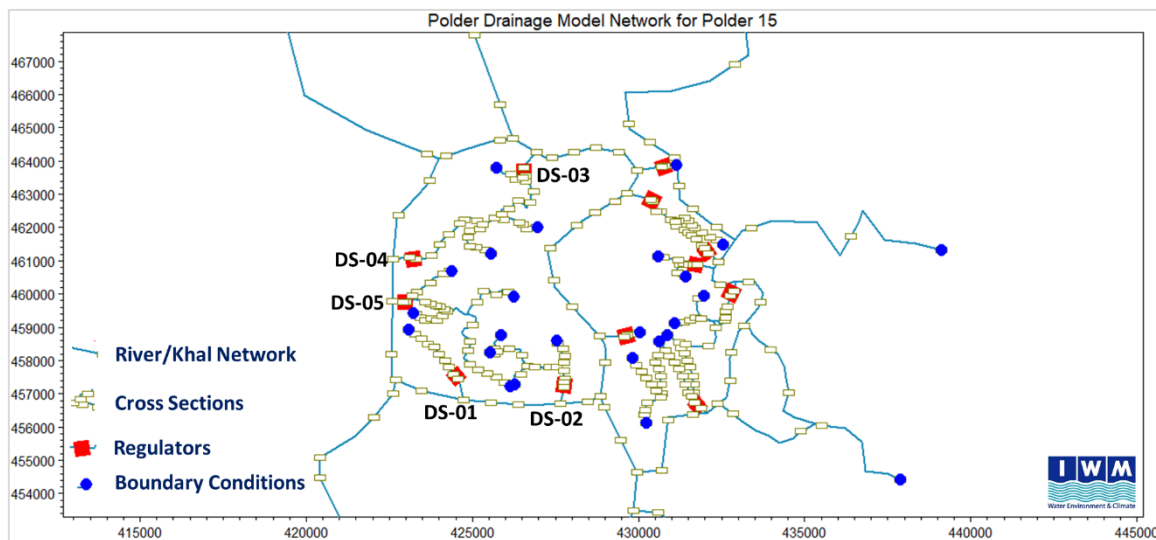 Polder Drainage Model Network for Polder 15
467000
466000
465000
464000
463000
462000
461000
460000
459000
458000
457000
456000
455000
454000
DS-03
DS-04
DS-05
DS-01
DS-02
River/Khal Network
Cross Sections
Regulators
Boundary Conditions
IWM
Water Environment & Climate
415000
420000
425000
430000
435000
440000
445000